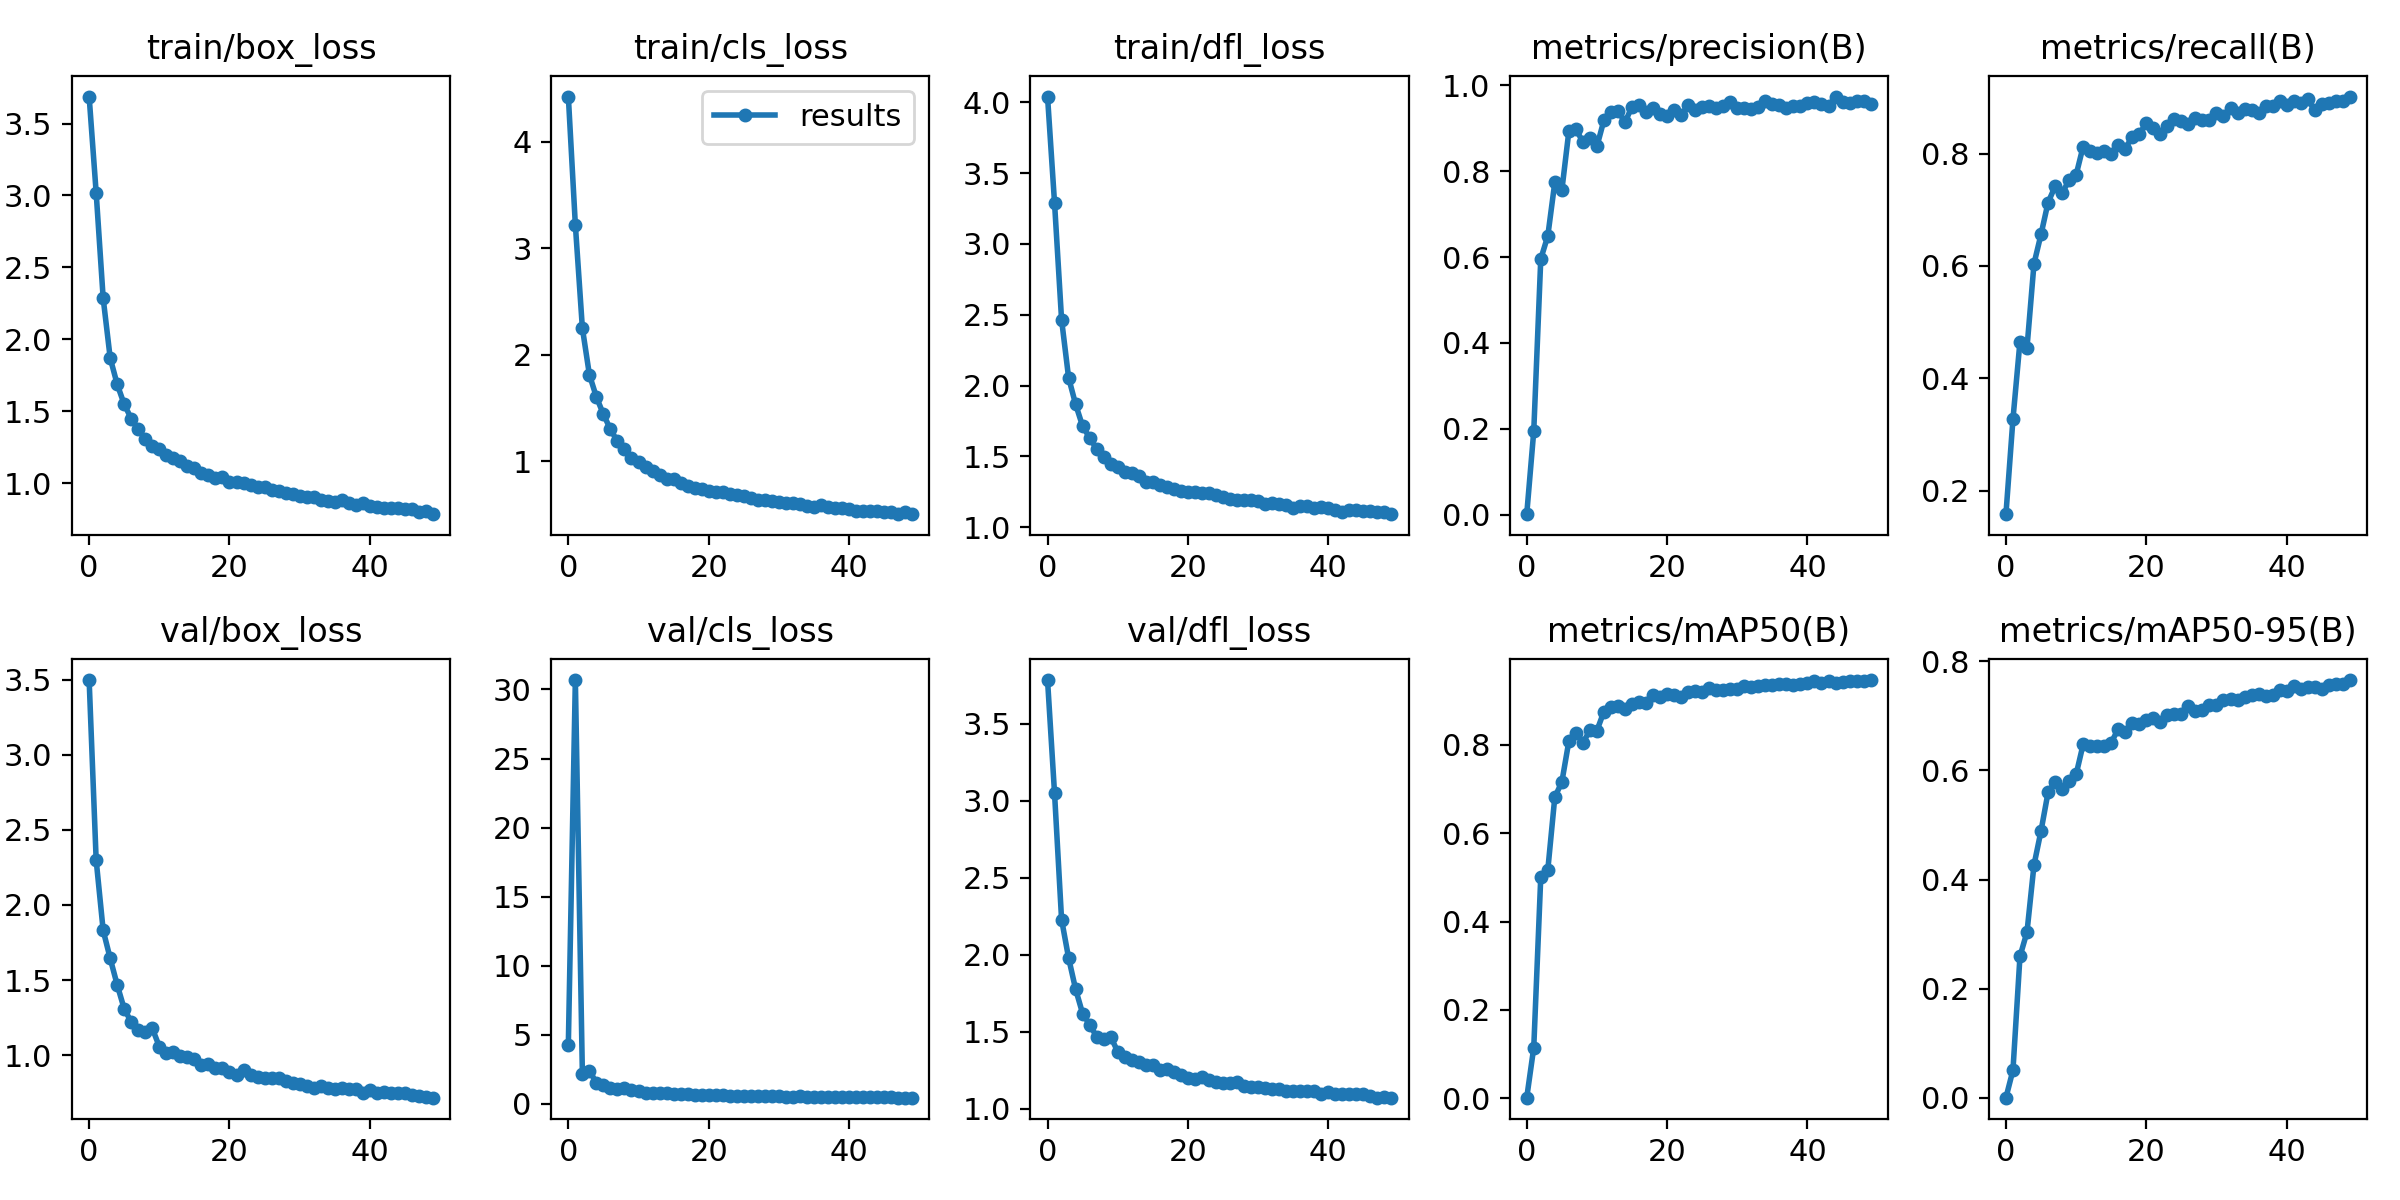 train/box_loss
3.5
3.0
2.5
2.0
1.5
1.0
0 20 40
train/cls_loss
results
4
3
2
1
0 20 40
train/dfl_loss
4.0
3.5
3.0
2.5
2.0
1.5
1.0
0 20 40
metrics/precision(B)
1.0
0.8
0.6
0.4
0.2
0.0
0 20 40
metrics/recall(B)
0.8
0.6
0.4
0.2
0 20 40
val/box_loss
3.5
3.0
2.5
2.0
1.5
1.0
0 20 40
val/cls_loss
30
25
20
15
10
5
0
0 20 40
val/dfl_loss
3.5
3.0
2.5
2.0
1.5
1.0
0 20 40
metrics/mAP50(B)
0.8
0.6
0.4
0.2
0.0
0 20 40
metrics/mAP50-95(B)
0.8
0.6
0.4
0.2
0.0
0 20 40